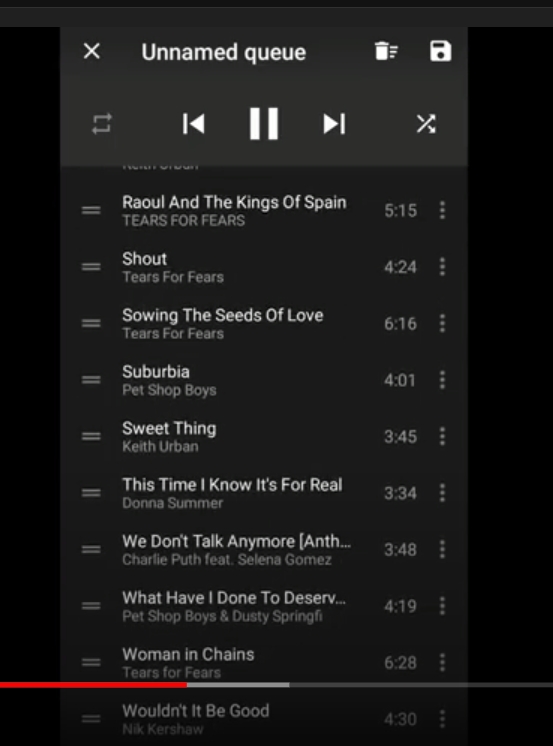 Unnamed queue
Keith Urban
Raoul And The Kings Of Spain
5:15
TEARS FOR FEARS
Shout
4:24
Tears For Fears
Sowing The Seeds Of Love
6:16
Tears For Fears
Suburbia
4:01
Pet Shop Boys
Sweet Thing
3:45
Keith Urban
This Time I Know It's For Real
3:34
Donna Summer
We Don't Talk Anymore [Anth...
3:48
Charlie Puth feat. Selena Gomez
What Have I Done To Deserv...
4:19
Pet Shop Boys & Dusty Springfi
Woman in Chains
6:28
Tears for Fears
Wouldn't It Be Good
4:30
Nik Kershaw